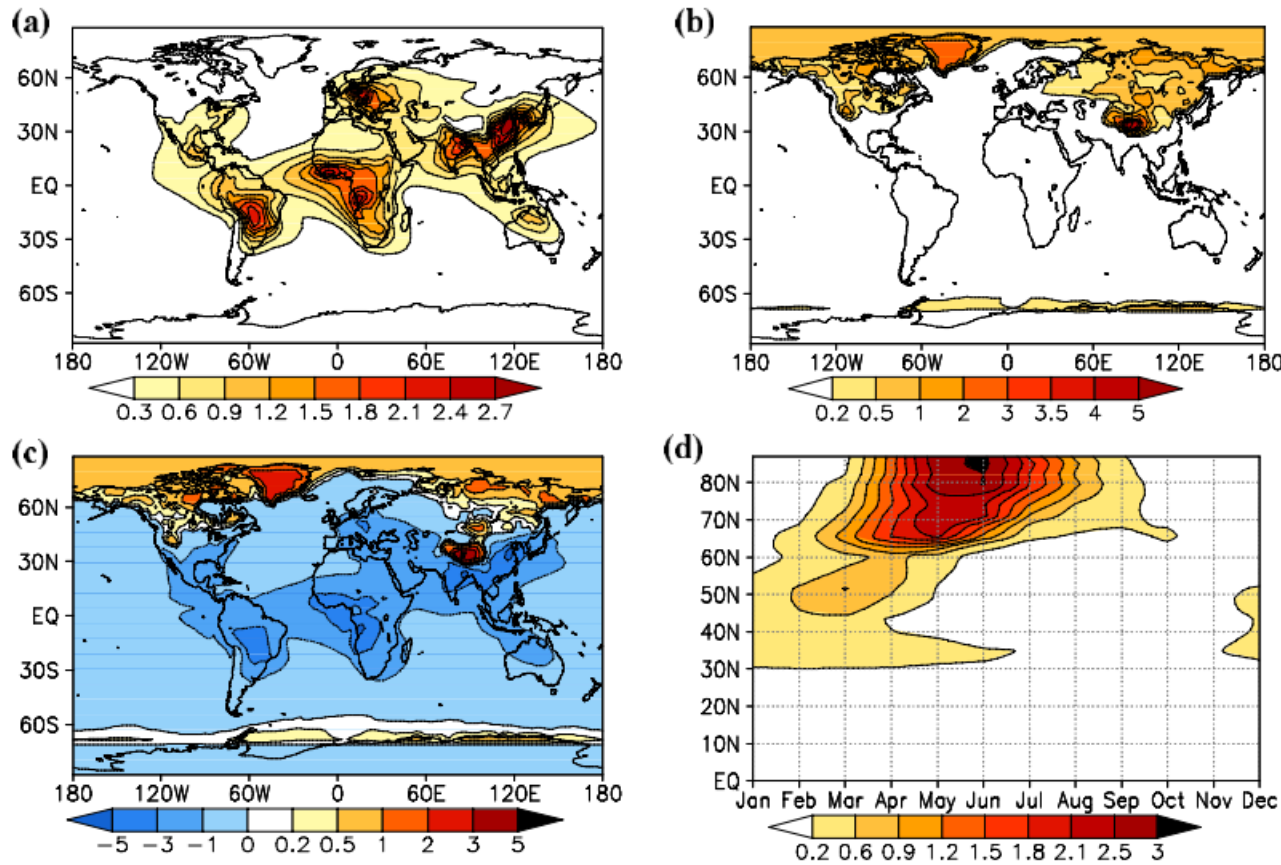 (a)
60N
30N
EQ
30S
60S
180 120W 60W 0 60E 120E 180
0.3 0.6 0.9 1.2 1.5 1.8 2.1 2.4 2.7
(b)
60N
30N
EQ
30S
60S
180 120W 60W 0 60E 120E 180
0.2 0.5 1 2 3 3.5 4 5
(c)
60N
30N
EQ
30S
60S
180 120W 60W 0 60E 120E 180
−5 −3 −1 0 0.2 0.5 1 2 3 5
(d)
80N
70N
60N
50N
40N
30N
20N
10N
EQ
Jan Feb Mar Apr May Jun Jul Aug Sep Oct Nov Dec
0.2 0.6 0.9 1.2 1.5 1.8 2.1 2.5 3